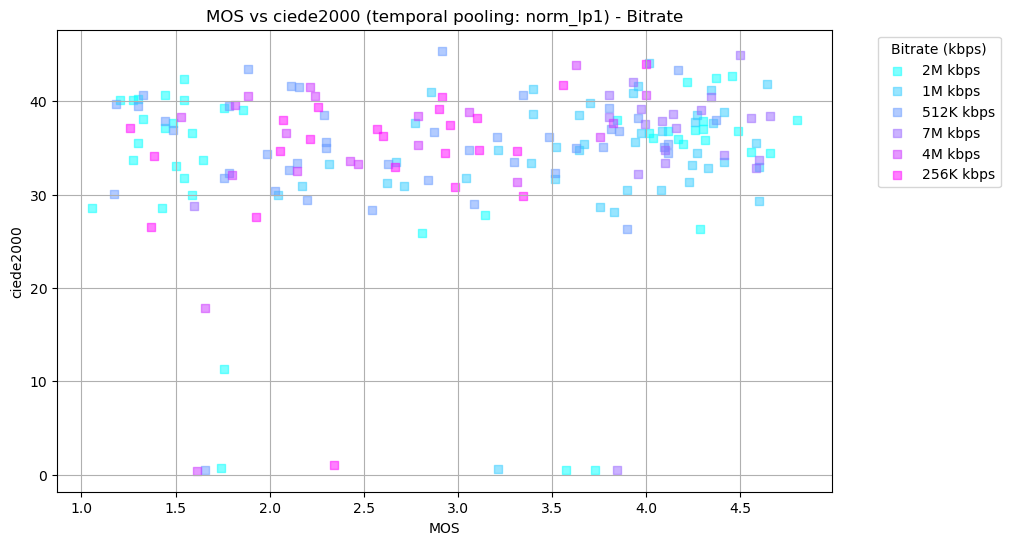 MOS vs ciede2000 (temporal pooling: norm_lp1) - Bitrate
Bitrate (kbps)
2M kbps
1M kbps
512K kbps
7M kbps
4M kbps
256K kbps
ciede2000
40
30
20
10
0
1.0 1.5 2.0 2.5 3.0 3.5 4.0 4.5
MOS